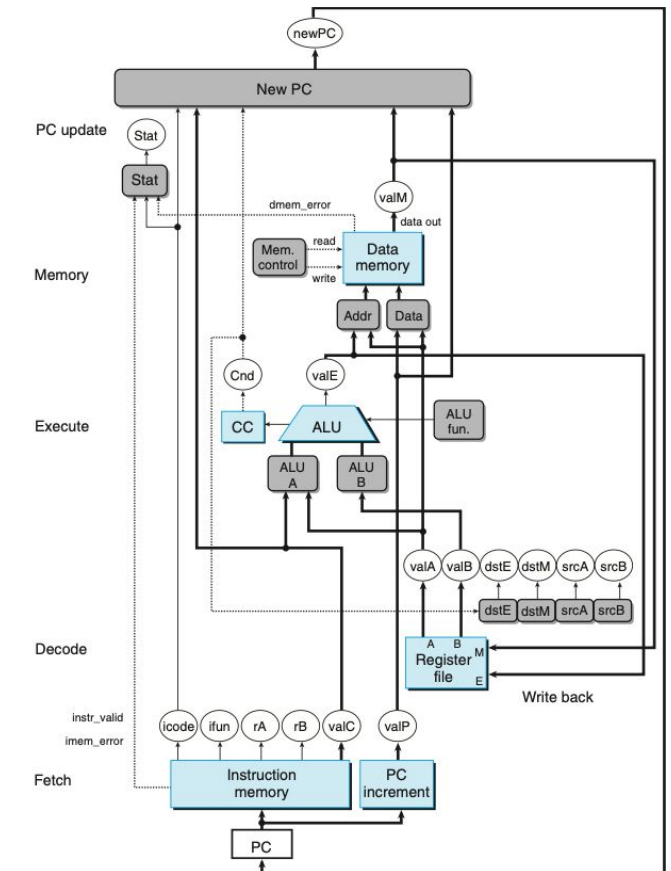 newPC
New PC
PC update
Stat
Stat
valM
dmem_error
data out
read
Mem.
control
write
Data
memory
Memory
Addr
Data
Cnd
valE
Execute
CC
ALU
ALU
fun.
ALU
A
ALU
B
valA
valB
dstE
dstM
srcA
srcB
dstE
dstM
srcA
srcB
Decode
A
B
M
Register
file
E
Write back
instr_valid
imem_error
icode
ifun
rA
rB
valC
valP
Fetch
Instruction
memory
PC
increment
PC